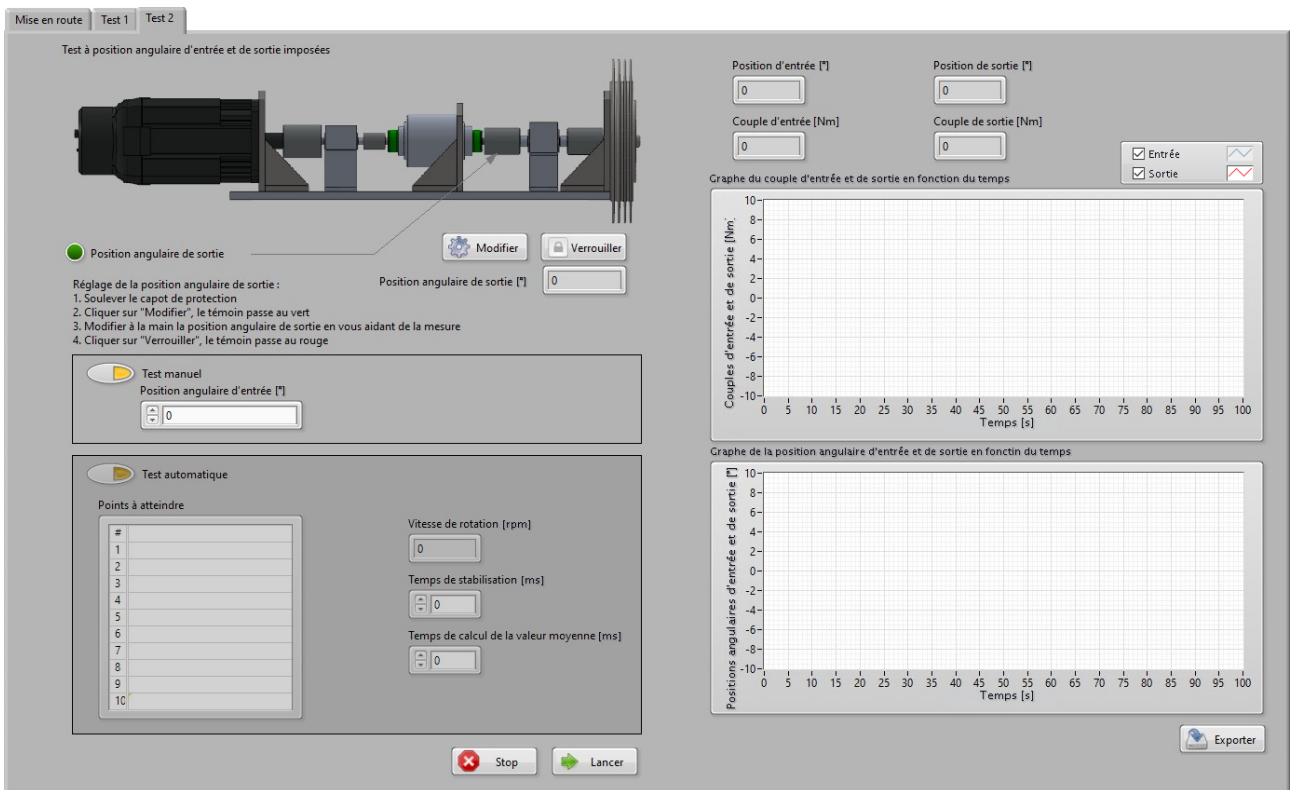 Mise en route Test 1 Test 2
Test à position angulaire d'entrée et de sortie imposées
Position angulaire de sortie
Modifier
Verrouiller
Position angulaire de sortie [°]
0
Réglage de la position angulaire de sortie :
1. Soulever le capot de protection
2. Cliquer sur "Modifier", le témoin passe au vert
3. Modifier à la main la position angulaire de sortie en vous aidant de la mesure
4. Cliquer sur "Verrouiller", le témoin passe au rouge
Test manuel
Position angulaire d'entrée [°]
0
Test automatique
Points à atteindre
#
1
2
3
4
5
6
7
8
9
10
Vitesse de rotation [rpm]
0
Temps de stabilisation [ms]
0
Temps de calcul de la valeur moyenne [ms]
0
Stop
Lancer
Position d'entrée [°]
0
Position de sortie [°]
0
Couple d'entrée [Nm]
0
Couple de sortie [Nm]
0
Entrée
Sortie
Graphe du couple d'entrée et de sortie en fonction du temps
Couples d'entrée et de sortie [Nm]
10
8
6
4
2
0
-2
-4
-6
-8
-10
0 5 10 15 20 25 30 35 40 45 50 55 60 65 70 75 80 85 90 95 100
Temps [s]
Graphe de la position angulaire d'entrée et de sortie en fonctin du temps
Positions angulaires d'entrée et de sortie [°]
10
8
6
4
2
0
-2
-4
-6
-8
-10
0 5 10 15 20 25 30 35 40 45 50 55 60 65 70 75 80 85 90 95 100
Temps [s]
Exporter